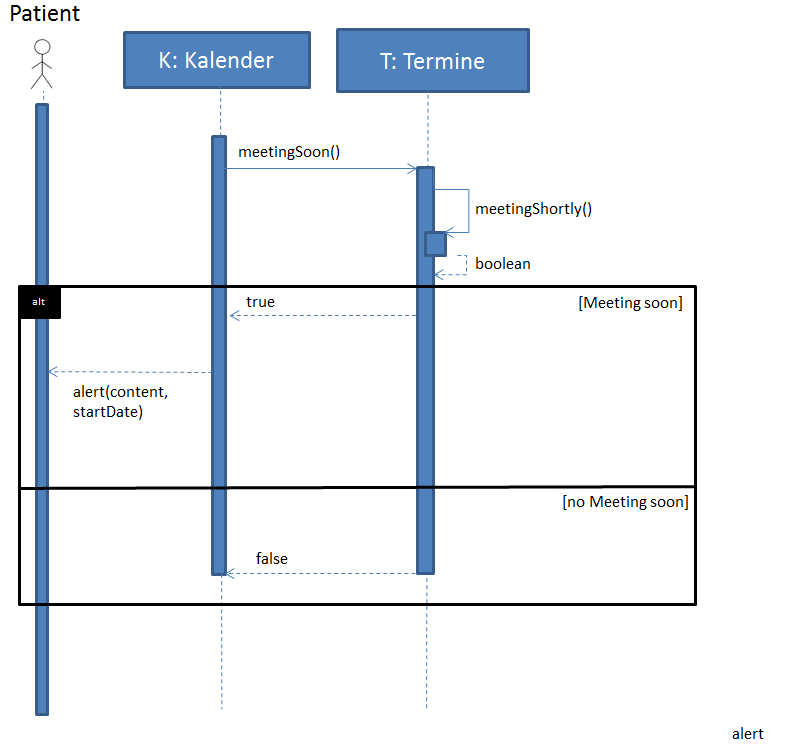 Patient
K: Kalender
T: Termine
meetingSoon()
meetingShortly()
boolean
alt
true
[Meeting soon]
alert(content,
startDate)
[no Meeting soon]
false
alert